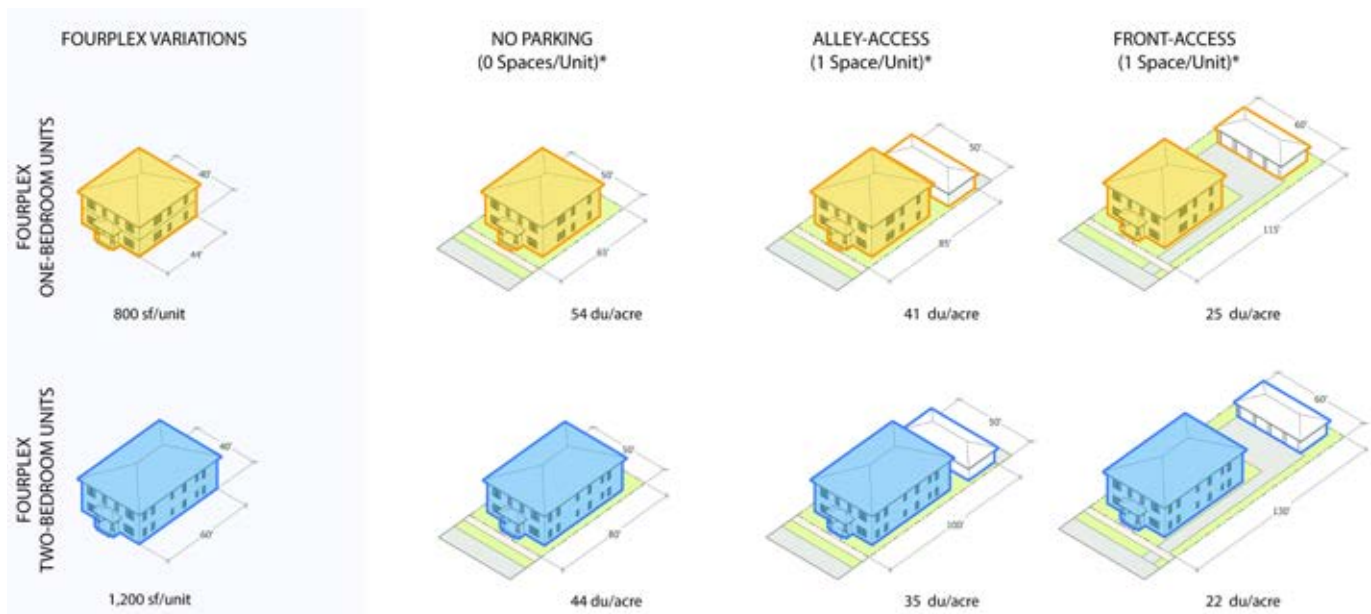 FOURPLEX VARIATIONS
NO PARKING
(0 Spaces/Unit)*
ALLEY-ACCESS
(1 Space/Unit)*
FRONT-ACCESS
(1 Space/Unit)*
FOURPLEX
ONE-BEDROOM UNITS
40'
44'
800 sf/unit
50'
65'
54 du/acre
50'
85'
41 du/acre
60'
115'
25 du/acre
FOURPLEX
TWO-BEDROOM UNITS
40'
60'
1,200 sf/unit
50'
80'
44 du/acre
50'
100'
35 du/acre
60'
130'
22 du/acre